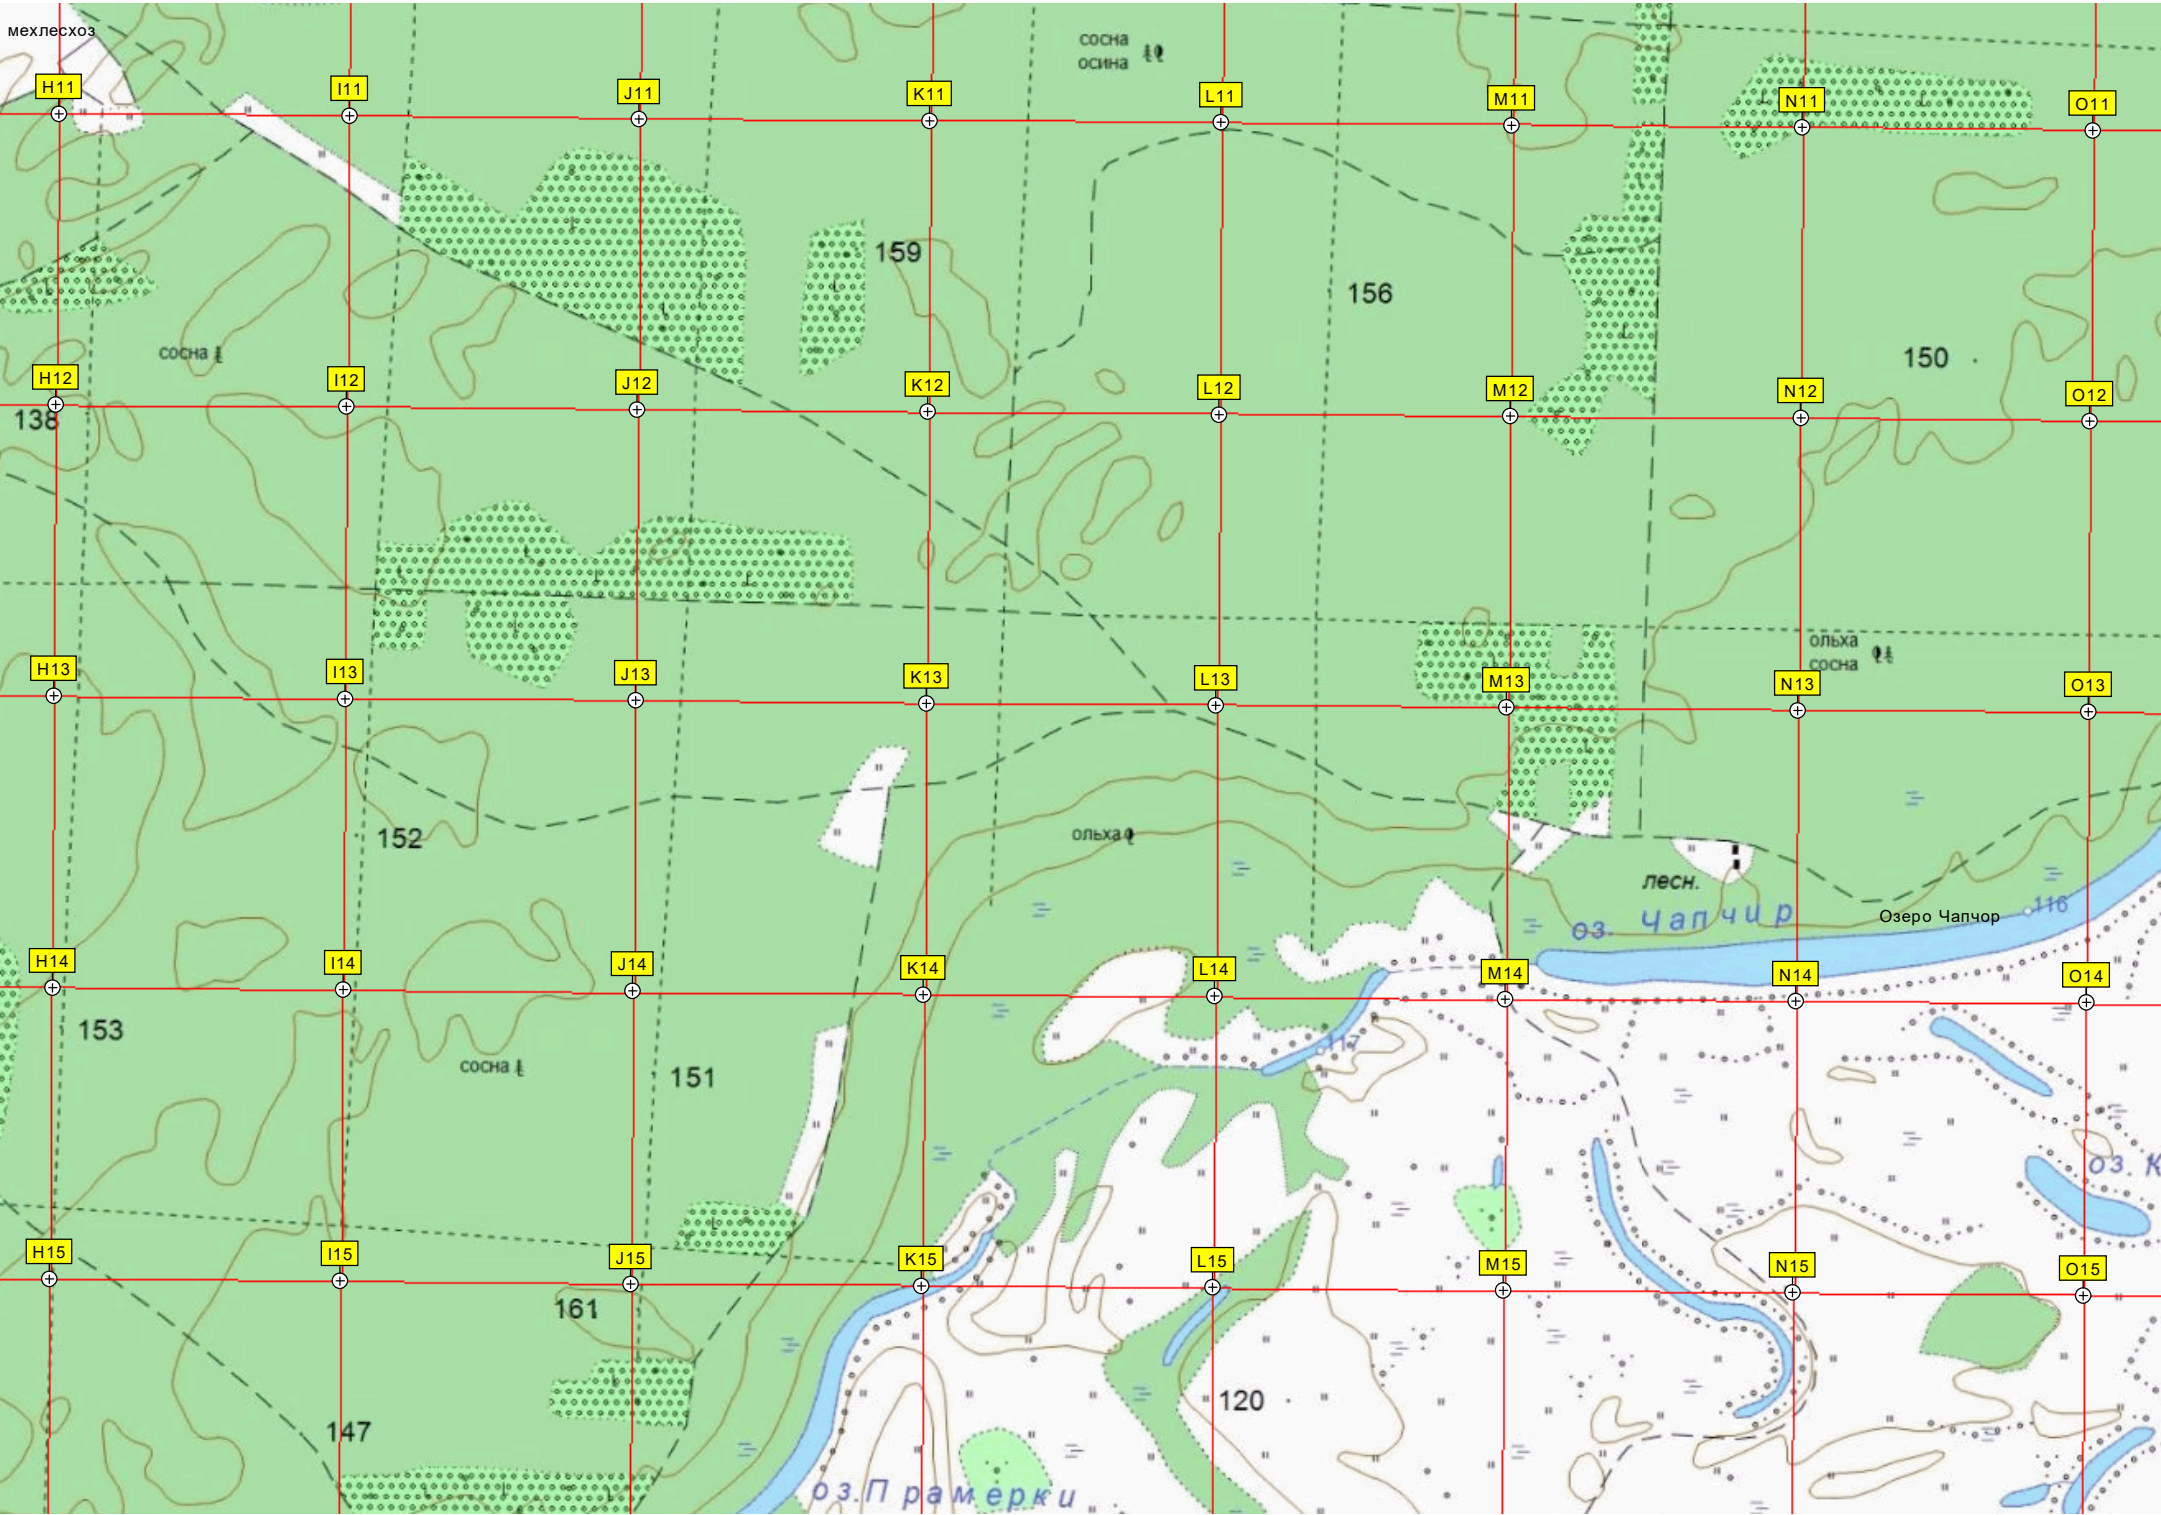 мехлесхоз
сосна
осина
H11
I11
J11
K11
L11
M11
N11
O11
159
156
150
сосна
H12
I12
J12
K12
L12
M12
N12
O12
138
ольха
сосна
H13
I13
J13
K13
L13
M13
N13
O13
152
ольха
лесн.
оз. Чапчир
Озеро Чапчор
116
H14
I14
J14
K14
L14
M14
N14
O14
153
117
сосна
151
оз. К
H15
I15
J15
K15
L15
M15
N15
O15
161
120
147
оз. Прамерки